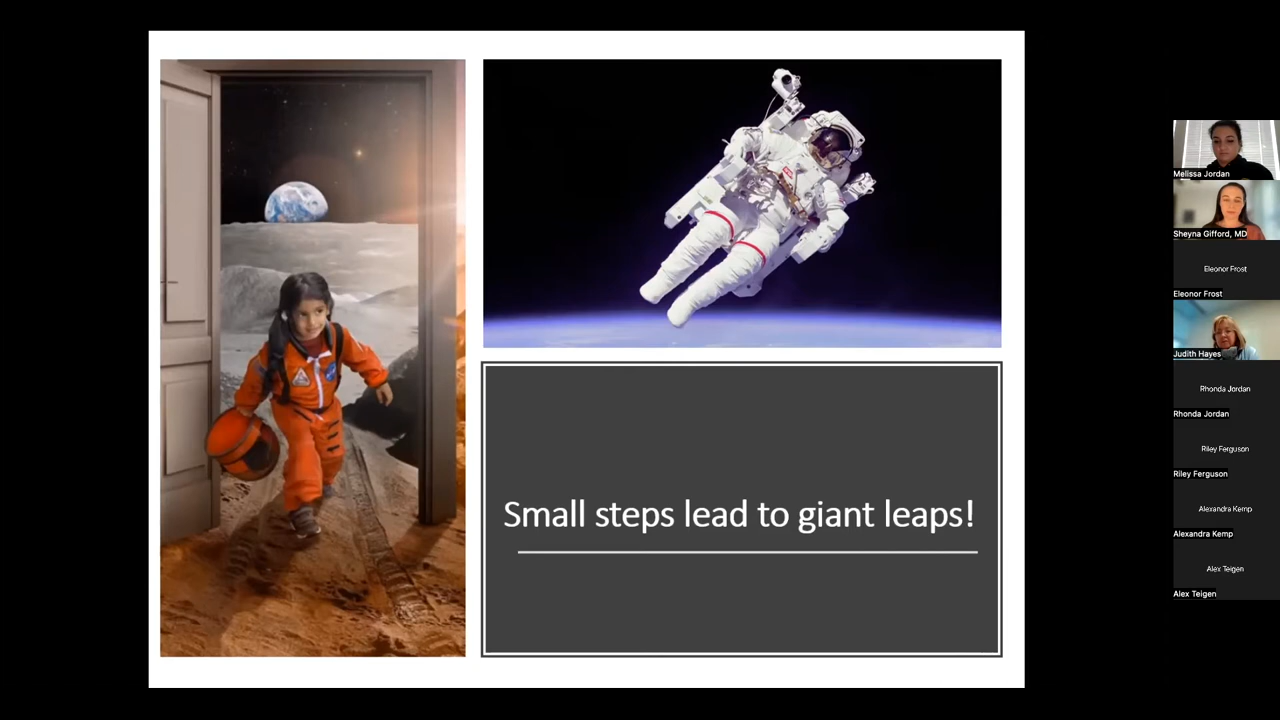 Small steps lead to giant leaps!
Melissa Jordan
Sheyna Gifford, MD
Eleonor Frost
Eleonor Frost
Judith Hayes
Rhonda Jordan
Rhonda Jordan
Riley Ferguson
Riley Ferguson
Alexandra Kemp
Alexandra Kemp
Alex Teigen
Alex Teigen